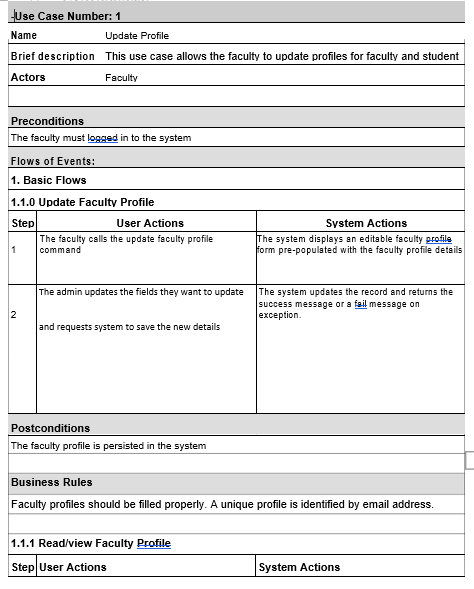 -Use Case Number: 1
Name Update Profile
Brief description This use case allows the faculty to update profiles for faculty and student
Actors Faculty
Preconditions
The faculty must logged in to the system
Flows of Events:
1. Basic Flows
1.1.0 Update Faculty Profile
Step User Actions System Actions
1
The faculty calls the update faculty profile
command
The system displays an editable faculty profile
form pre-populated with the faculty profile details
2
The admin updates the fields they want to update
and requests system to save the new details
The system updates the record and returns the
success message or a fail message on
exception.
Postconditions
The faculty profile is persisted in the system
Business Rules
Faculty profiles should be filled properly. A unique profile is identified by email address.
1.1.1 Read/view Faculty Profile
Step User Actions System Actions